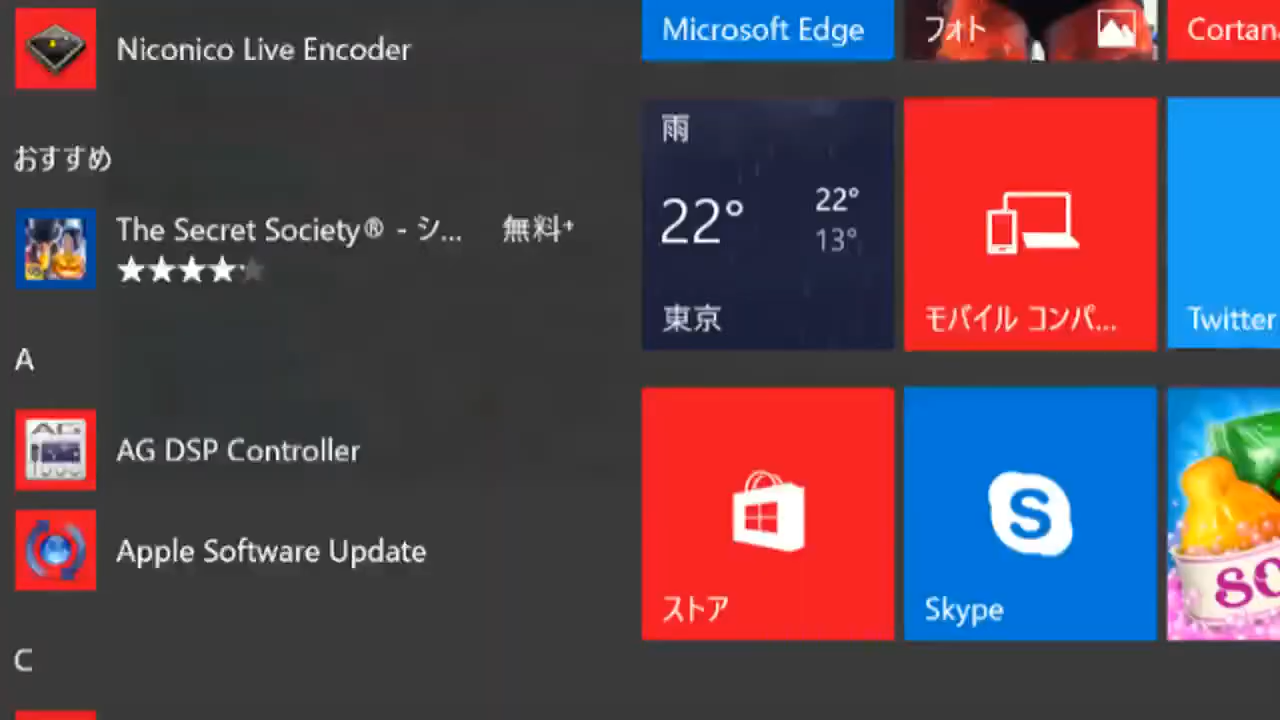 Niconico Live Encoder
おすすめ
The Secret Society® - シ... 無料+
A
AG DSP Controller
Apple Software Update
C
Microsoft Edge
フォト
Cortan
雨
22°
22°
13°
東京
モバイル コンパ...
Twitter
ストア
S
Skype
SO